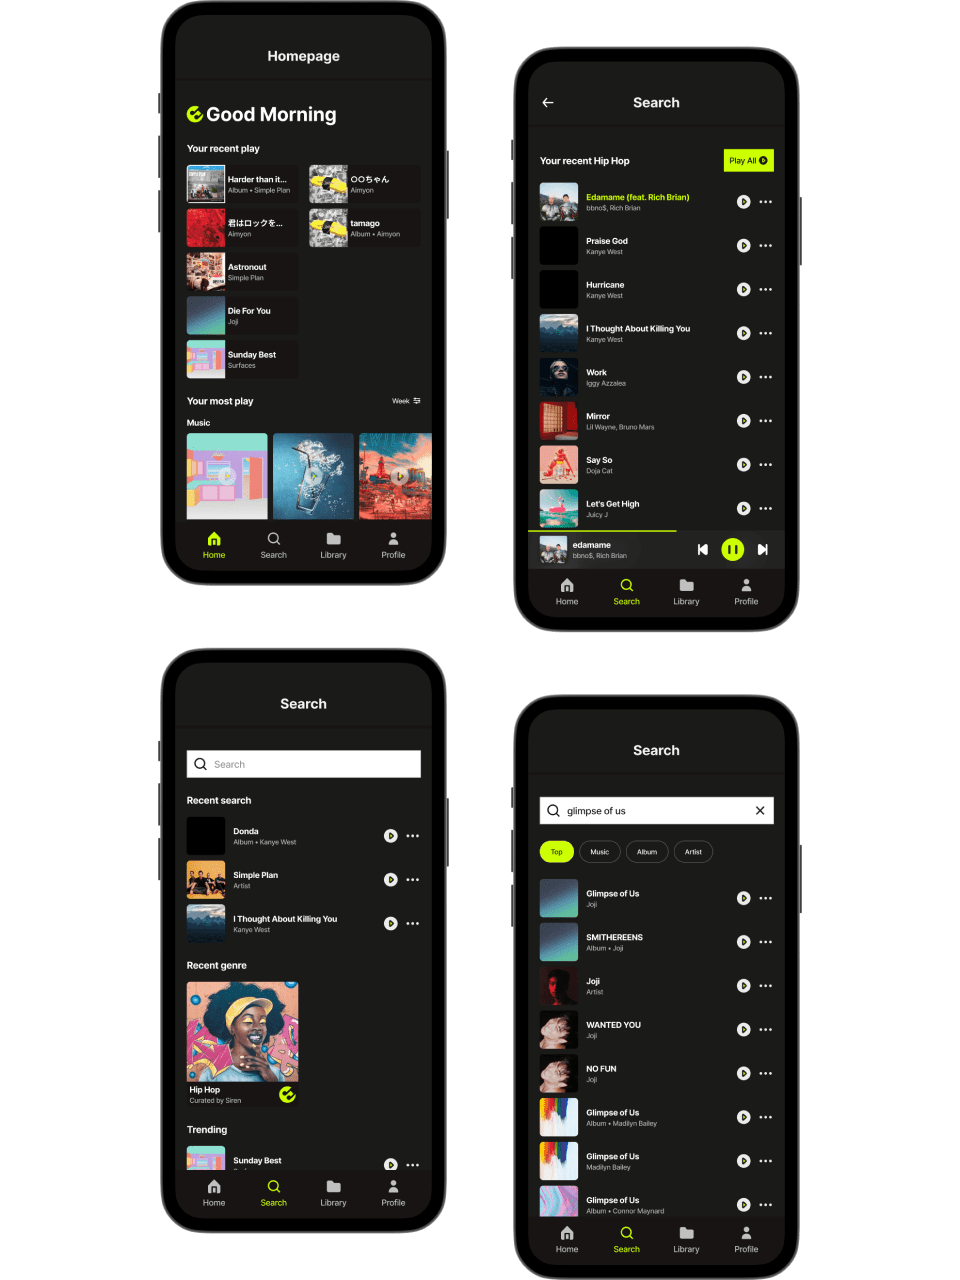 Homepage
Good Morning
Your recent play
Harder than it...
Album • Simple Plan
〇〇ちゃん
Aimyon
君はロックを...
Aimyon
tamago
Album • Aimyon
Astronout
Simple Plan
Die For You
Joji
Sunday Best
Surfaces
Your most play
Week
Music
Home
Search
Library
Profile
Search
Your recent Hip Hop
Play All
Edamame (feat. Rich Brian)
bbno$, Rich Brian
Praise God
Kanye West
Hurricane
Kanye West
I Thought About Killing You
Kanye West
Work
Iggy Azzalea
Mirror
Lil Wayne, Bruno Mars
Say So
Doja Cat
Let's Get High
Juicy J
edamame
bbno$, Rich Brian
Home
Search
Library
Profile
Search
Search
Recent search
Donda
Album • Kanye West
Simple Plan
Artist
I Thought About Killing You
Kanye West
Recent genre
Hip Hop
Curated by Siren
Trending
Sunday Best
Home
Search
Library
Profile
Search
glimpse of us
Top
Music
Album
Artist
Glimpse of Us
Joji
SMITHEREENS
Album • Joji
Joji
Artist
WANTED YOU
Joji
NO FUN
Joji
Glimpse of Us
Album • Madilyn Bailey
Glimpse of Us
Madilyn Bailey
Glimpse of Us
Album • Connor Maynard
Home
Search
Library
Profile